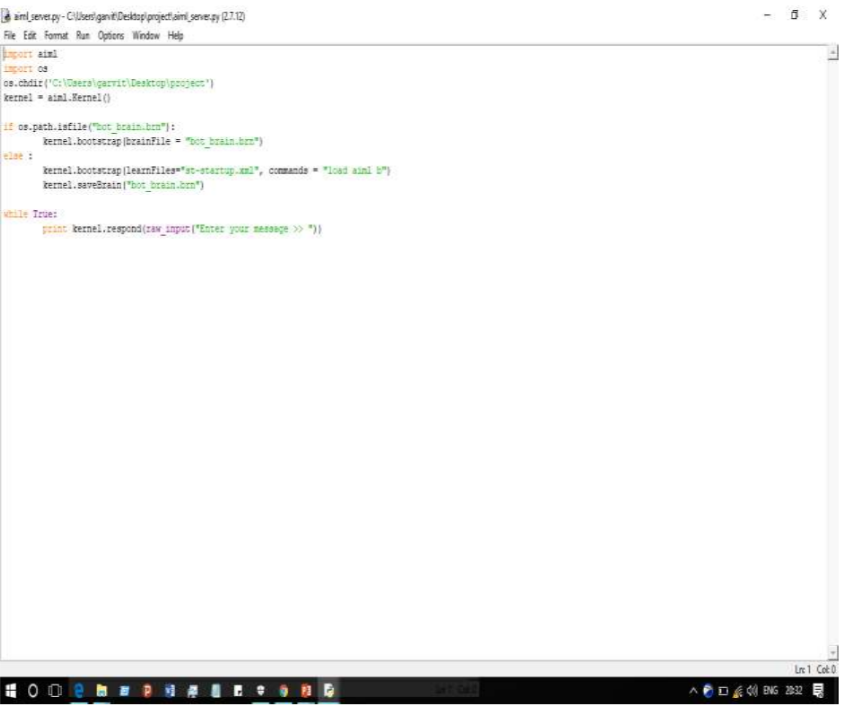 aiml_server.py - C:\Users\garvit\Desktop\project\aiml_server.py (2.7.12)
File Edit Format Run Options Window Help
import aiml
import os
os.chdir('C:\Users\garvit\Desktop\project')
kernel = aiml.Kernel()
if os.path.isfile("bot_brain.brn"):
kernel.bootstrap(brainFile = "bot_brain.brn")
else :
kernel.bootstrap(learnFiles="st-startup.xml", commands = "load aiml b")
kernel.saveBrain("bot_brain.brn")
while True:
print kernel.respond(raw_input("Enter your message >> "))
Ln: 1 Col: 0
ENG 20:32